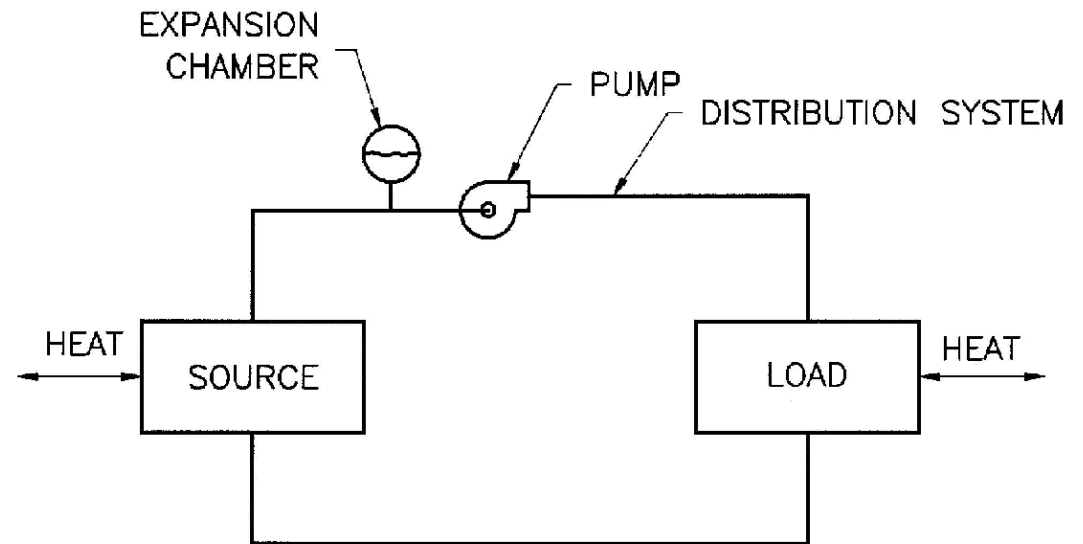 EXPANSION
CHAMBER
PUMP
DISTRIBUTION SYSTEM
HEAT
SOURCE
LOAD
HEAT